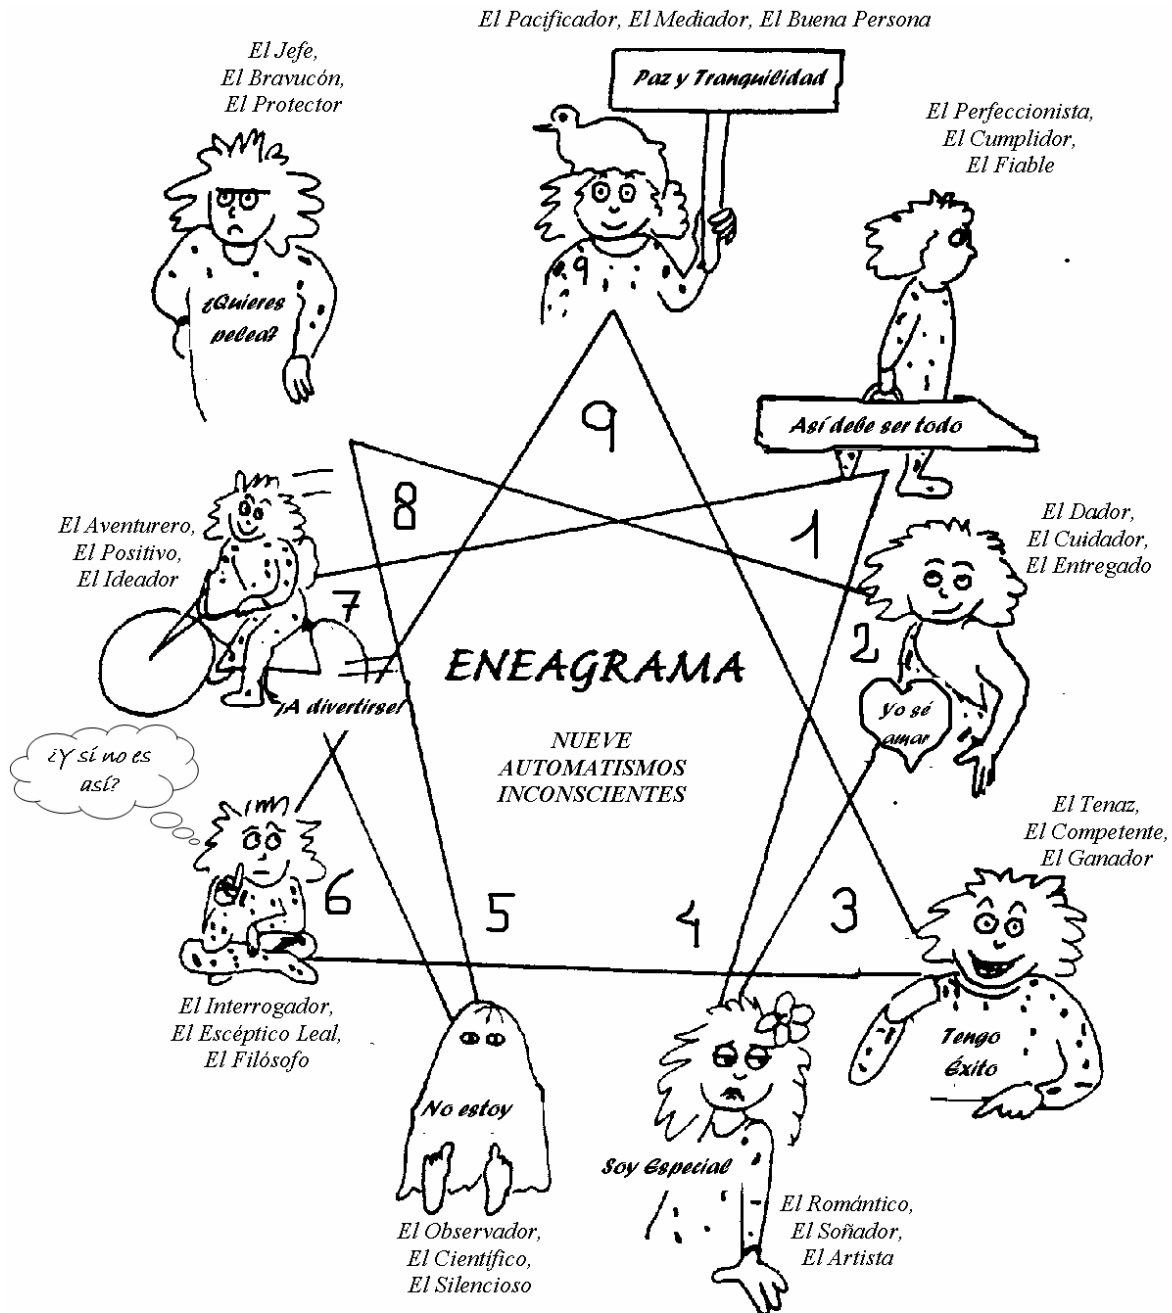 El Pacificador, El Mediador, El Buena Persona
Paz y Tranquilidad
9
El Jefe,
El Bravucón,
El Protector
¿Quieres
pelea?
El Perfeccionista,
El Cumplidor,
El Fiable
Así debe ser todo
9
8
1
El Aventurero,
El Positivo,
El Ideador
7
¡A divertirse!
El Dador,
El Cuidador,
El Entregado
2
Yo sé
amar
ENEAGRAMA
NUEVE
AUTOMATISMOS
INCONSCIENTES
¿Y sí no es
así?
El Tenaz,
El Competente,
El Ganador
6
5
4
3
El Interrogador,
El Escéptico Leal,
El Filósofo
Tengo
Éxito
No estoy
Soy Especial
El Observador,
El Científico,
El Silencioso
El Romántico,
El Soñador,
El Artista